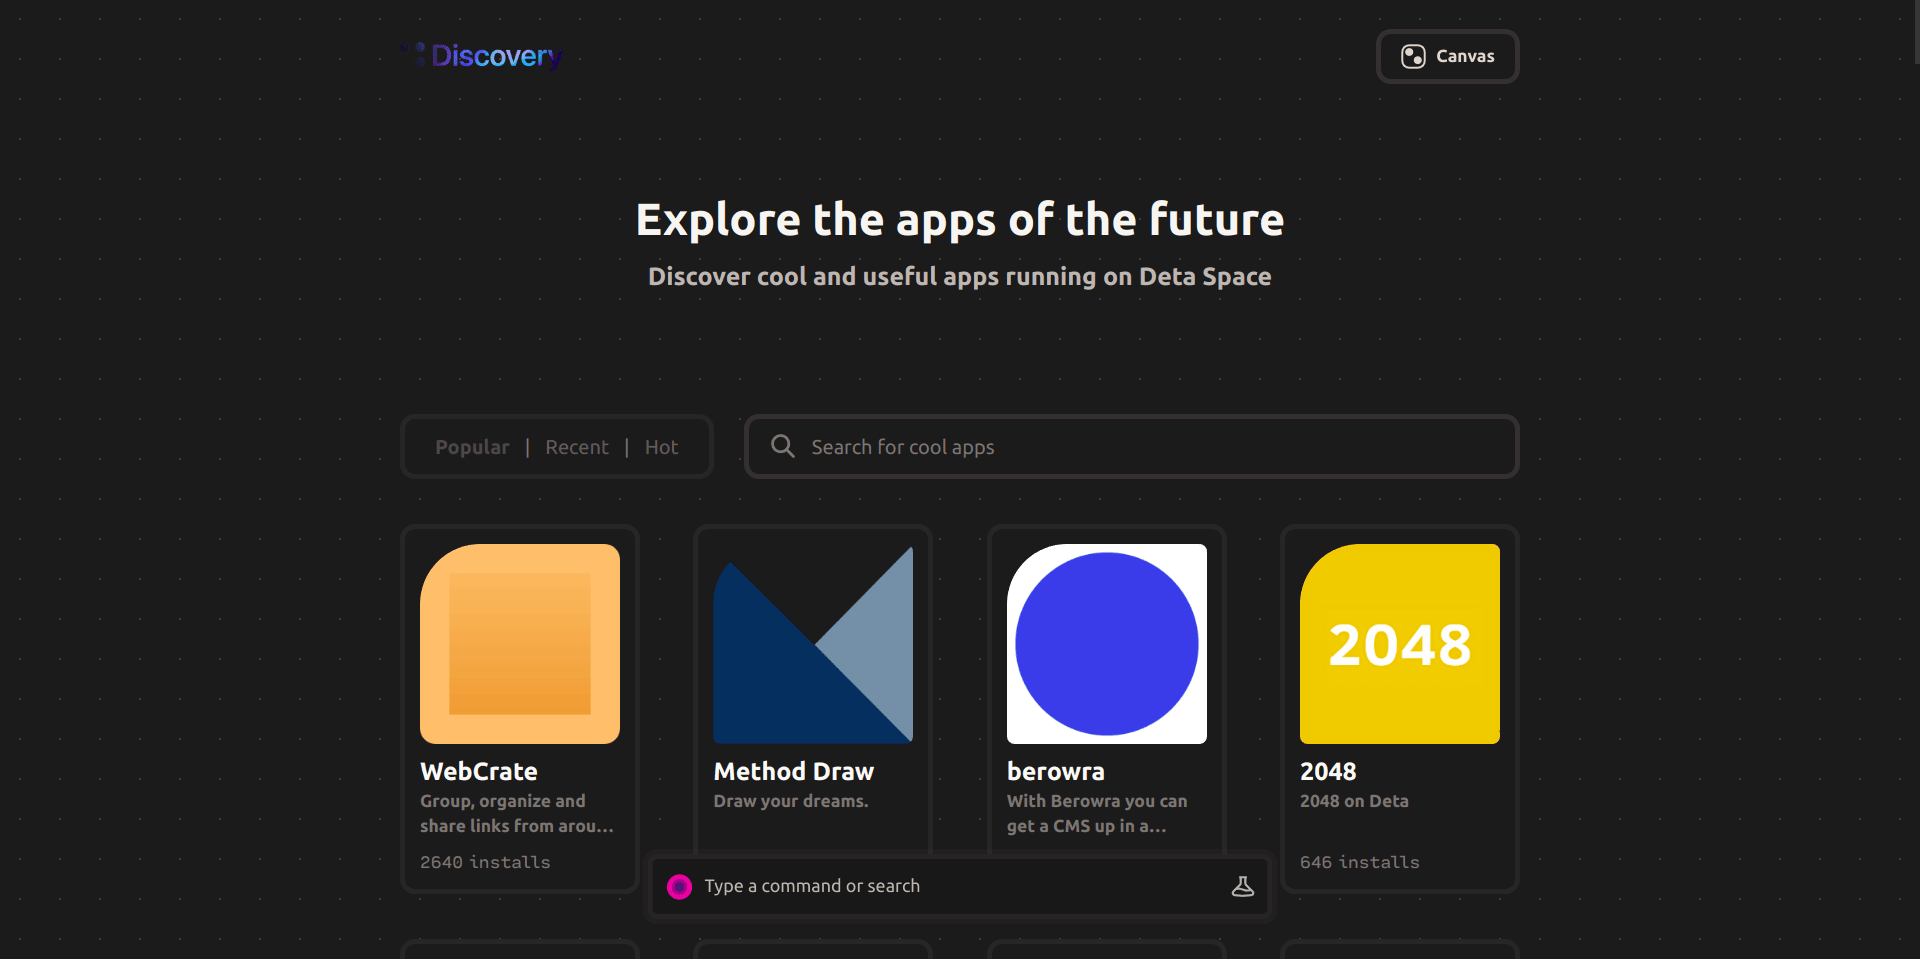 Discovery
Canvas
Explore the apps of the future
Discover cool and useful apps running on Deta Space
Popular | Recent | Hot
Search for cool apps
2048
WebCrate
Group, organize and
share links from arou...
2640 installs
Method Draw
Draw your dreams.
berowra
With Berowra you can
get a CMS up in a...
2048
2048 on Deta
646 installs
Type a command or search